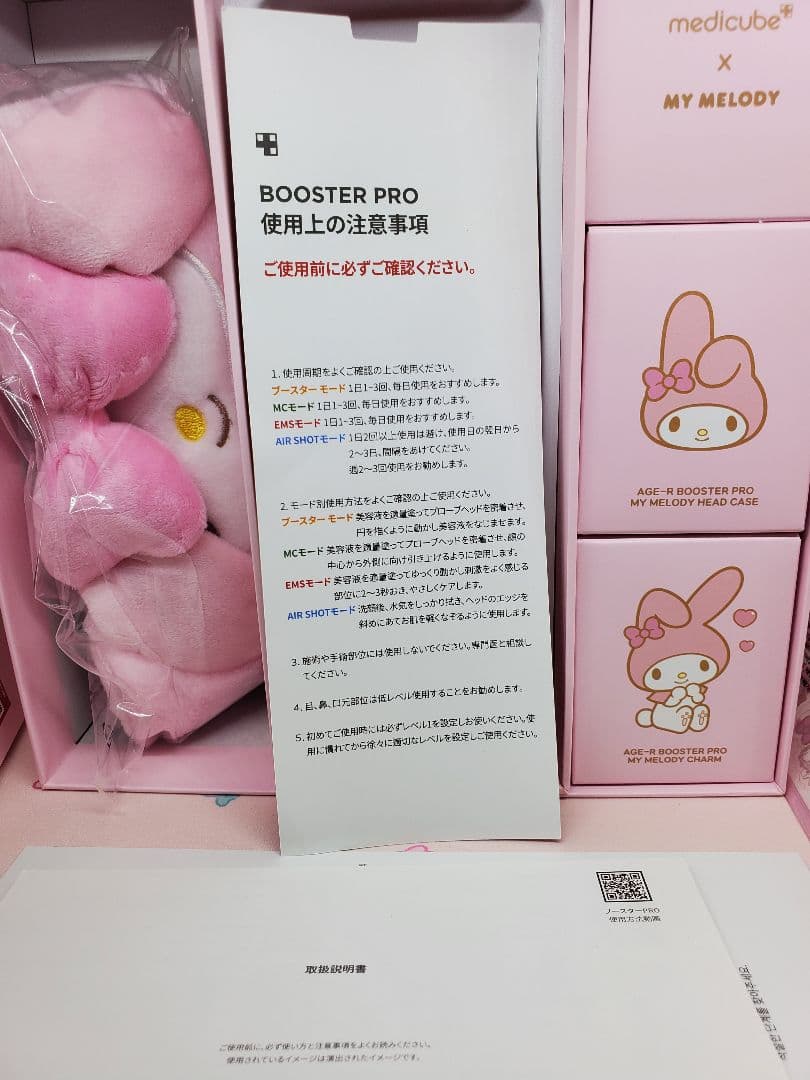 BOOSTER PRO
使用上の注意事項
ご使用前に必ずご確認ください。
1. 使用周期をよくご確認の上ご使用ください。
ブースター モード 1日1~3回、毎日使用をおすすめします。
MCモード 1日1~3回、毎日使用をおすすめします。
EMSモード 1日1~3回、毎日使用をおすすめします。
AIR SHOTモード 1日2回以上使用は避け、使用日の翌日から
2~3日、間隔をあけてください。
週2~3回使用をお勧めします。
2. モード別使用方法をよくご確認の上ご使用ください。
ブースター モード 美容液を適量塗ってプローブヘッドを密着させ、
円を描くように動かし美容液をなじませます。
MCモード 美容液を適量塗ってプローブヘッドを密着させ、顔の
中心から外側に向け引き上げるように使用します。
EMSモード 美容液を適量塗ってゆっくり動かし刺激をよく感じる
部位に2~3秒おき、やさしくケアします。
AIR SHOTモード 洗顔後、水気をしっかり拭き、ヘッドのエッジを
斜めにあてお肌を軽くなぞるように使用します。
3. 施術や手術部位には使用しないでください。専門医と相談し
てください。
4. 目、鼻、口元部位は低レベル使用することをお勧めします。
5. 初めてご使用時には必ずレベル1を設定しお使いください。使
用に慣れてから徐々に適切なレベルを設定しご使用ください。
medicube
X
MY MELODY
AGE-R BOOSTER PRO
MY MELODY HEAD CASE
AGE-R BOOSTER PRO
MY MELODY CHARM
ブースターPRO
使用方法動画
取扱説明書
ご使用前に、必ず使い方と注意事項をよくお読みください。
使用されているイメージは演出されたイメージです。